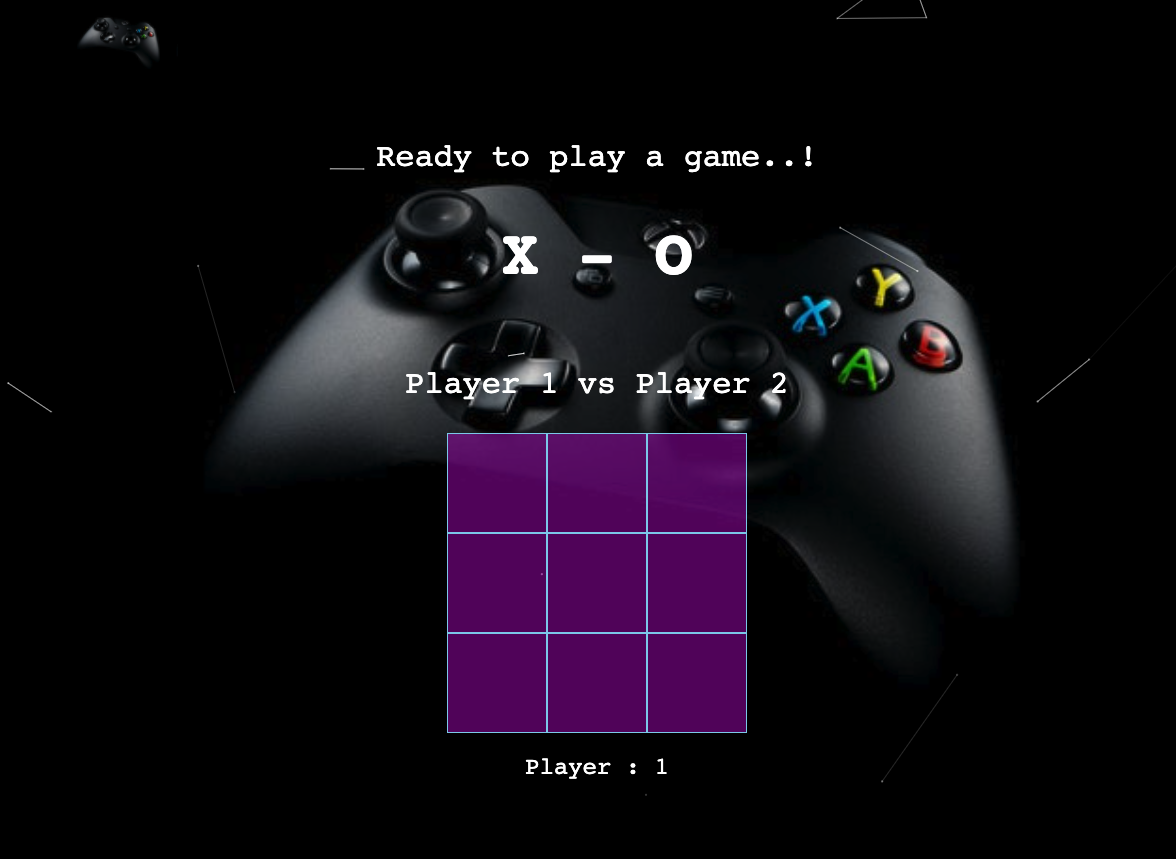 Ready to play a game..!
X - O
Y
X
B
A
Player 1 vs Player 2
Player : 1